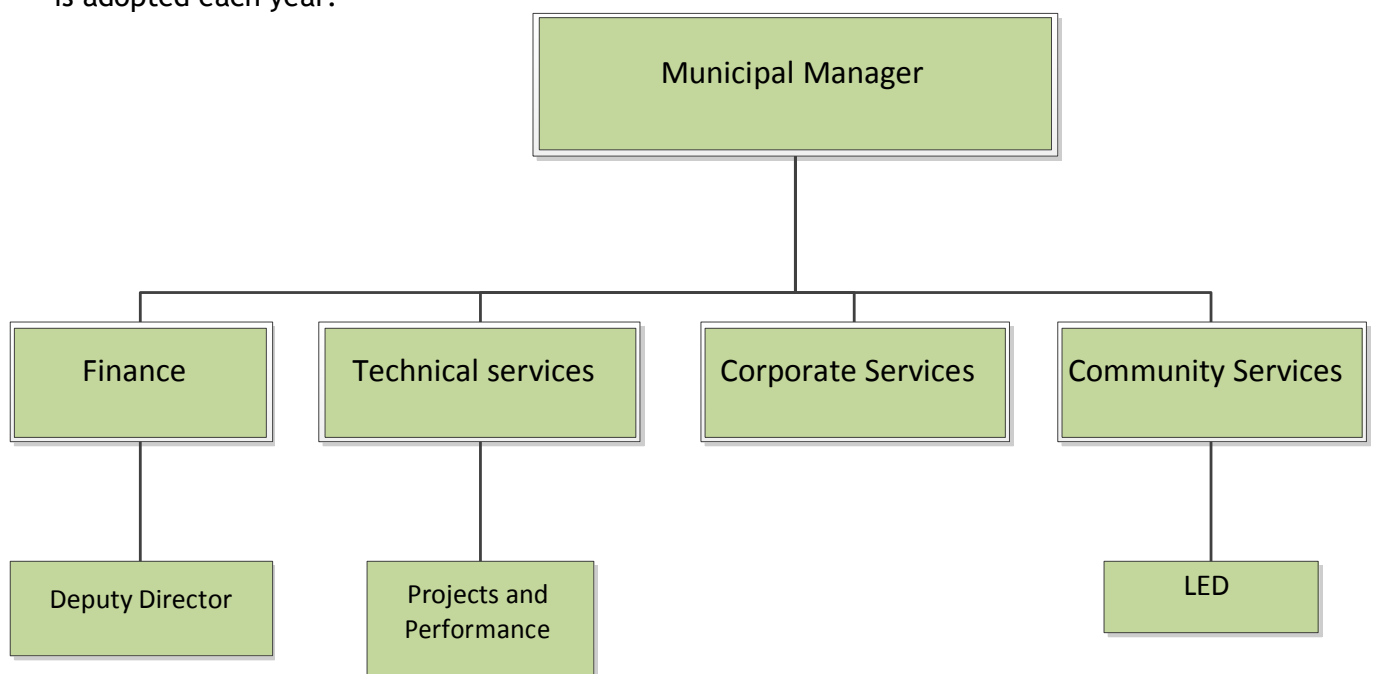 is adopted each year.
Municipal Manager
Finance
Technical services
Corporate Services
Community Services
Deputy Director
Projects and
Performance
LED